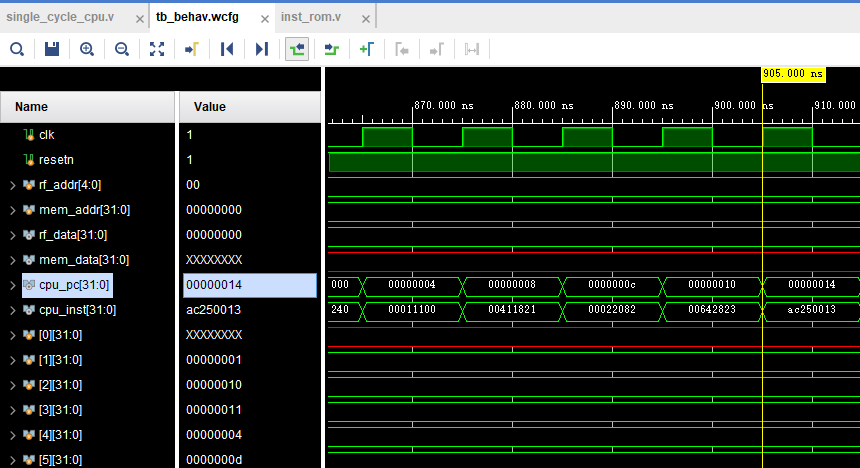 single_cycle_cpu.v × tb_behav.wcfg × inst_rom.v ×
905.000 ns
870.000 ns 880.000 ns 890.000 ns 900.000 ns 910.000
Name Value
clk 1
resetn 1
rf_addr[4:0] 00
mem_addr[31:0] 00000000
rf_data[31:0] 00000000
mem_data[31:0] XXXXXXXX
cpu_pc[31:0] 00000014 000 00000004 00000008 0000000c 00000010 00000014
cpu_inst[31:0] ac250013 240 00011100 00411821 00022082 00642823 ac250013
[0][31:0] XXXXXXXX
[1][31:0] 00000001
[2][31:0] 00000010
[3][31:0] 00000011
[4][31:0] 00000004
[5][31:0] 0000000d